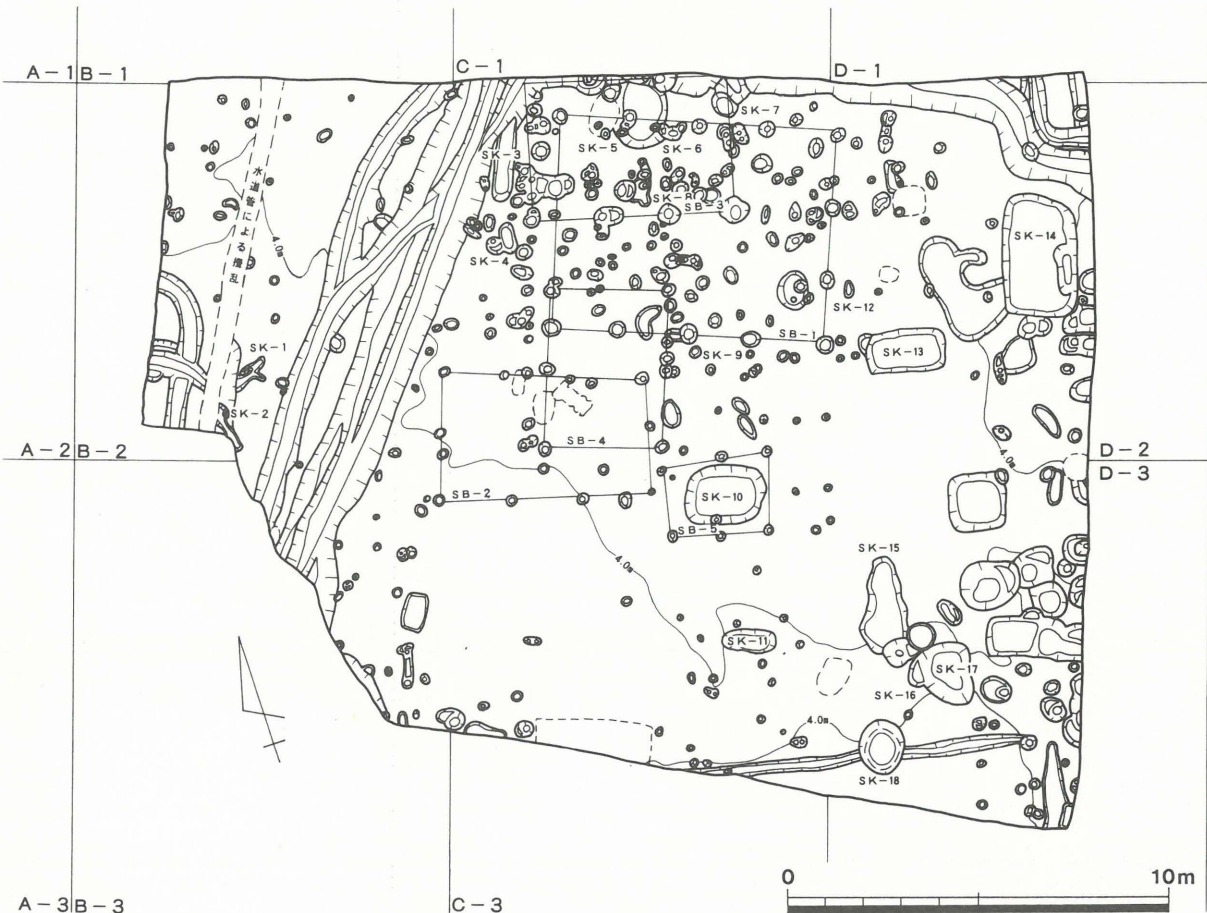 A-1 B-1
C-1
D-1
SK-7
SK-3
SK-5
SK-6
SK-8
SB-3
SK-14
SK-4
水道管による攪乱
4.0m
SK-12
SB-1
SK-13
SK-1
SK-9
SK-2
SB-4
A-2 B-2
D-2
4.0m
D-3
SB-2
SK-10
SB-5
SK-15
4.0m
SK-11
SK-17
SK-16
4.0m
SK-18
0
10m
A-3 B-3
C-3